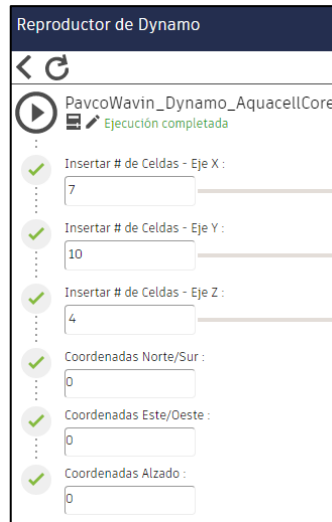 Reproductor de Dynamo
PavcoWavin_Dynamo_AquacellCore
Ejecución completada
Insertar # de Celdas - Eje X :
7
Insertar # de Celdas - Eje Y :
10
Insertar # de Celdas - Eje Z :
4
Coordenadas Norte/Sur :
0
Coordenadas Este/Oeste :
0
Coordenadas Alzado :
0